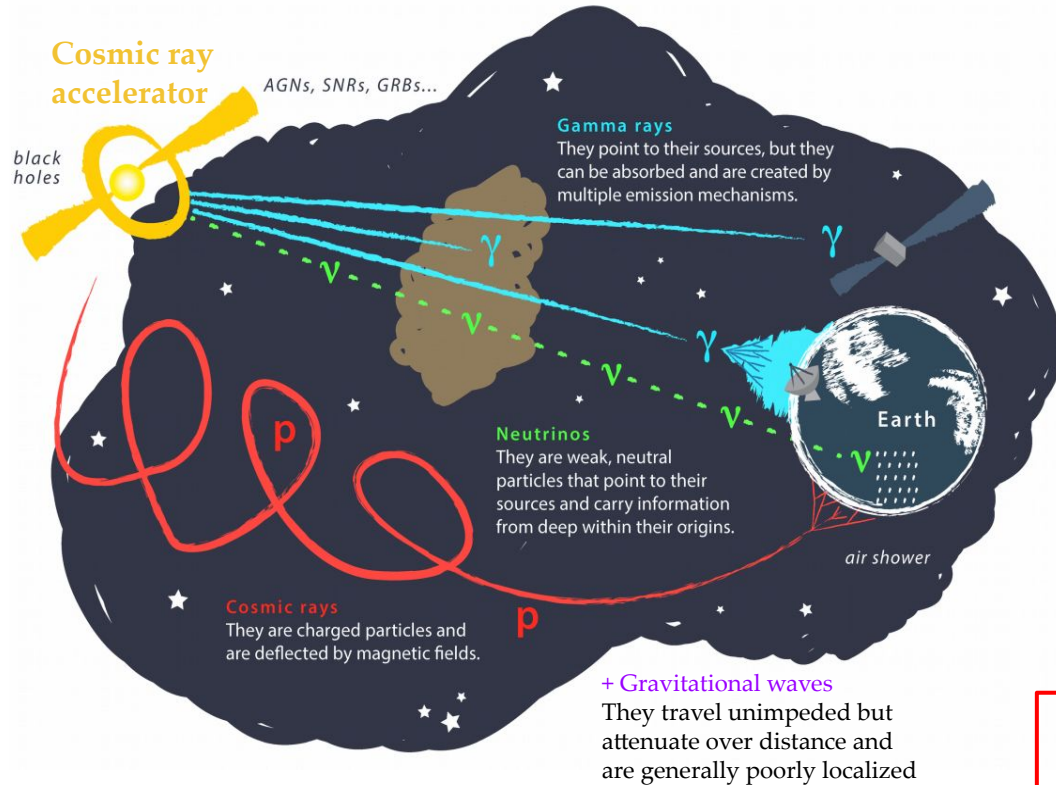 Cosmic ray
accelerator
AGNs, SNRs, GRBs...
black
holes
Gamma rays
They point to their sources, but they
can be absorbed and are created by
multiple emission mechanisms.
γ
γ
γ
ν
ν
ν
ν
ν
Earth
Neutrinos
They are weak, neutral
particles that point to their
sources and carry information
from deep within their origins.
p
air shower
Cosmic rays
They are charged particles and
are deflected by magnetic fields.
p
+ Gravitational waves
They travel unimpeded but
attenuate over distance and
are generally poorly localized